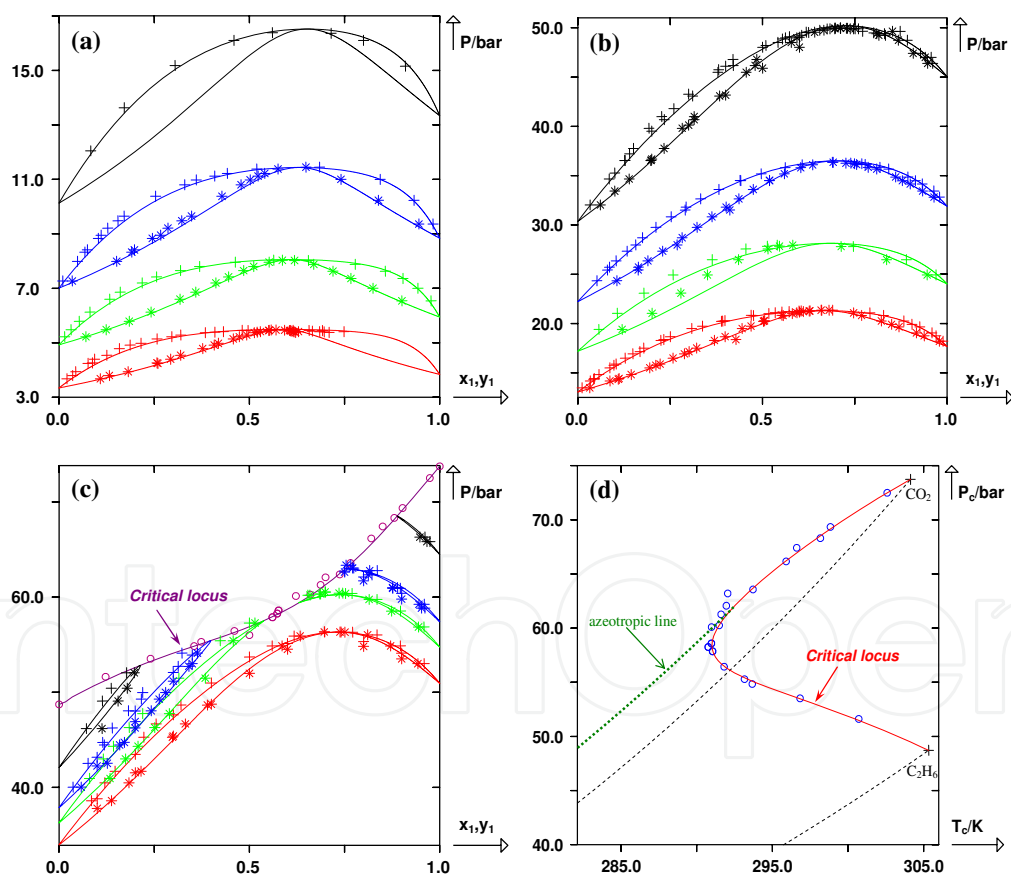 (a)
P/bar
15.0
11.0
7.0
3.0
x₁,y₁
0.0
0.5
1.0
(b)
P/bar
50.0
40.0
30.0
20.0
x₁,y₁
0.0
0.5
1.0
(c)
P/bar
60.0
40.0
Critical locus
x₁,y₁
0.0
0.5
1.0
(d)
P꜀/bar
CO₂
70.0
azeotropic line
60.0
Critical locus
50.0
C₂H₆
40.0
T꜀/K
285.0
295.0
305.0
ntechOpen